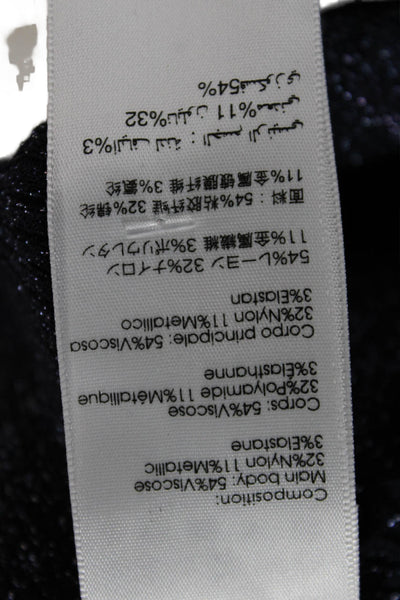 Composition:
Main body: 54%Viscose
32%Nylon 11%Metallic
3%Elastane
Corps: 54%Viscose
32%Polyamide 11%Métallique
3%Elasthanne
Corpo principale: 54%Viscosa
32%Nylon 11%Metallico
3%Elastan
54%レーヨン 32%ナイロン
11%金属繊維 3%ポリウレタン
面料：54%粘胶纤维 32%锦纶
11%金属镀膜纤维 3%氨纶